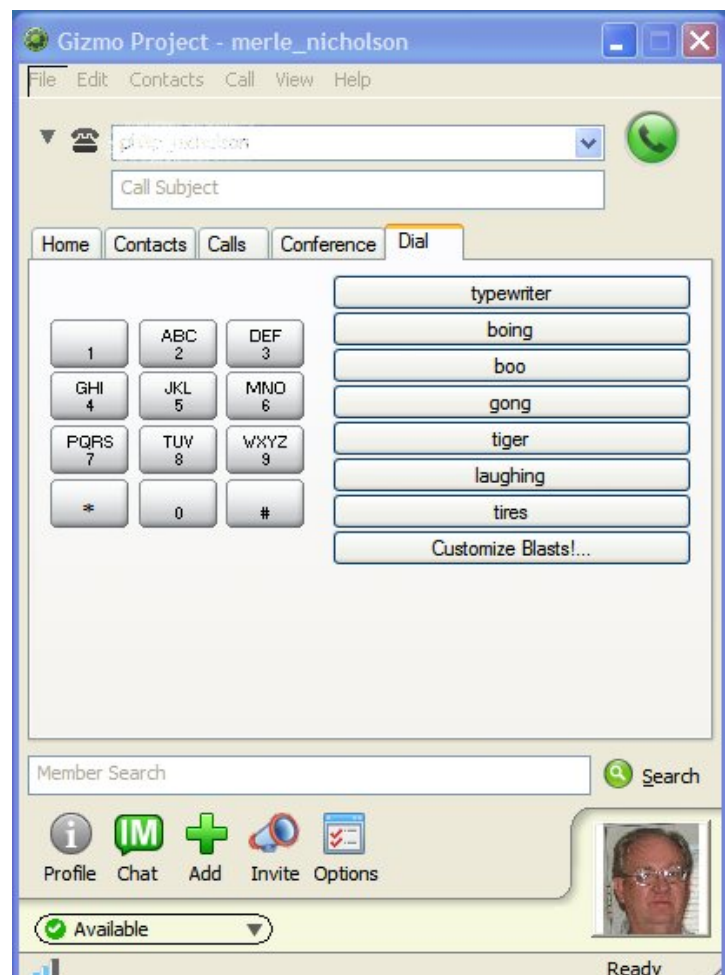 Gizmo Project - merle_nicholson
File Edit Contacts Call View Help
Call Subject
Home Contacts Calls Conference Dial
typewriter
boing
boo
gong
tiger
laughing
tires
Customize Blasts!...
1
ABC
2
DEF
3
GHI
4
JKL
5
MNO
6
PQRS
7
TUV
8
WXYZ
9
*
0
#
Member Search
Search
Profile Chat Add Invite Options
Available
Ready